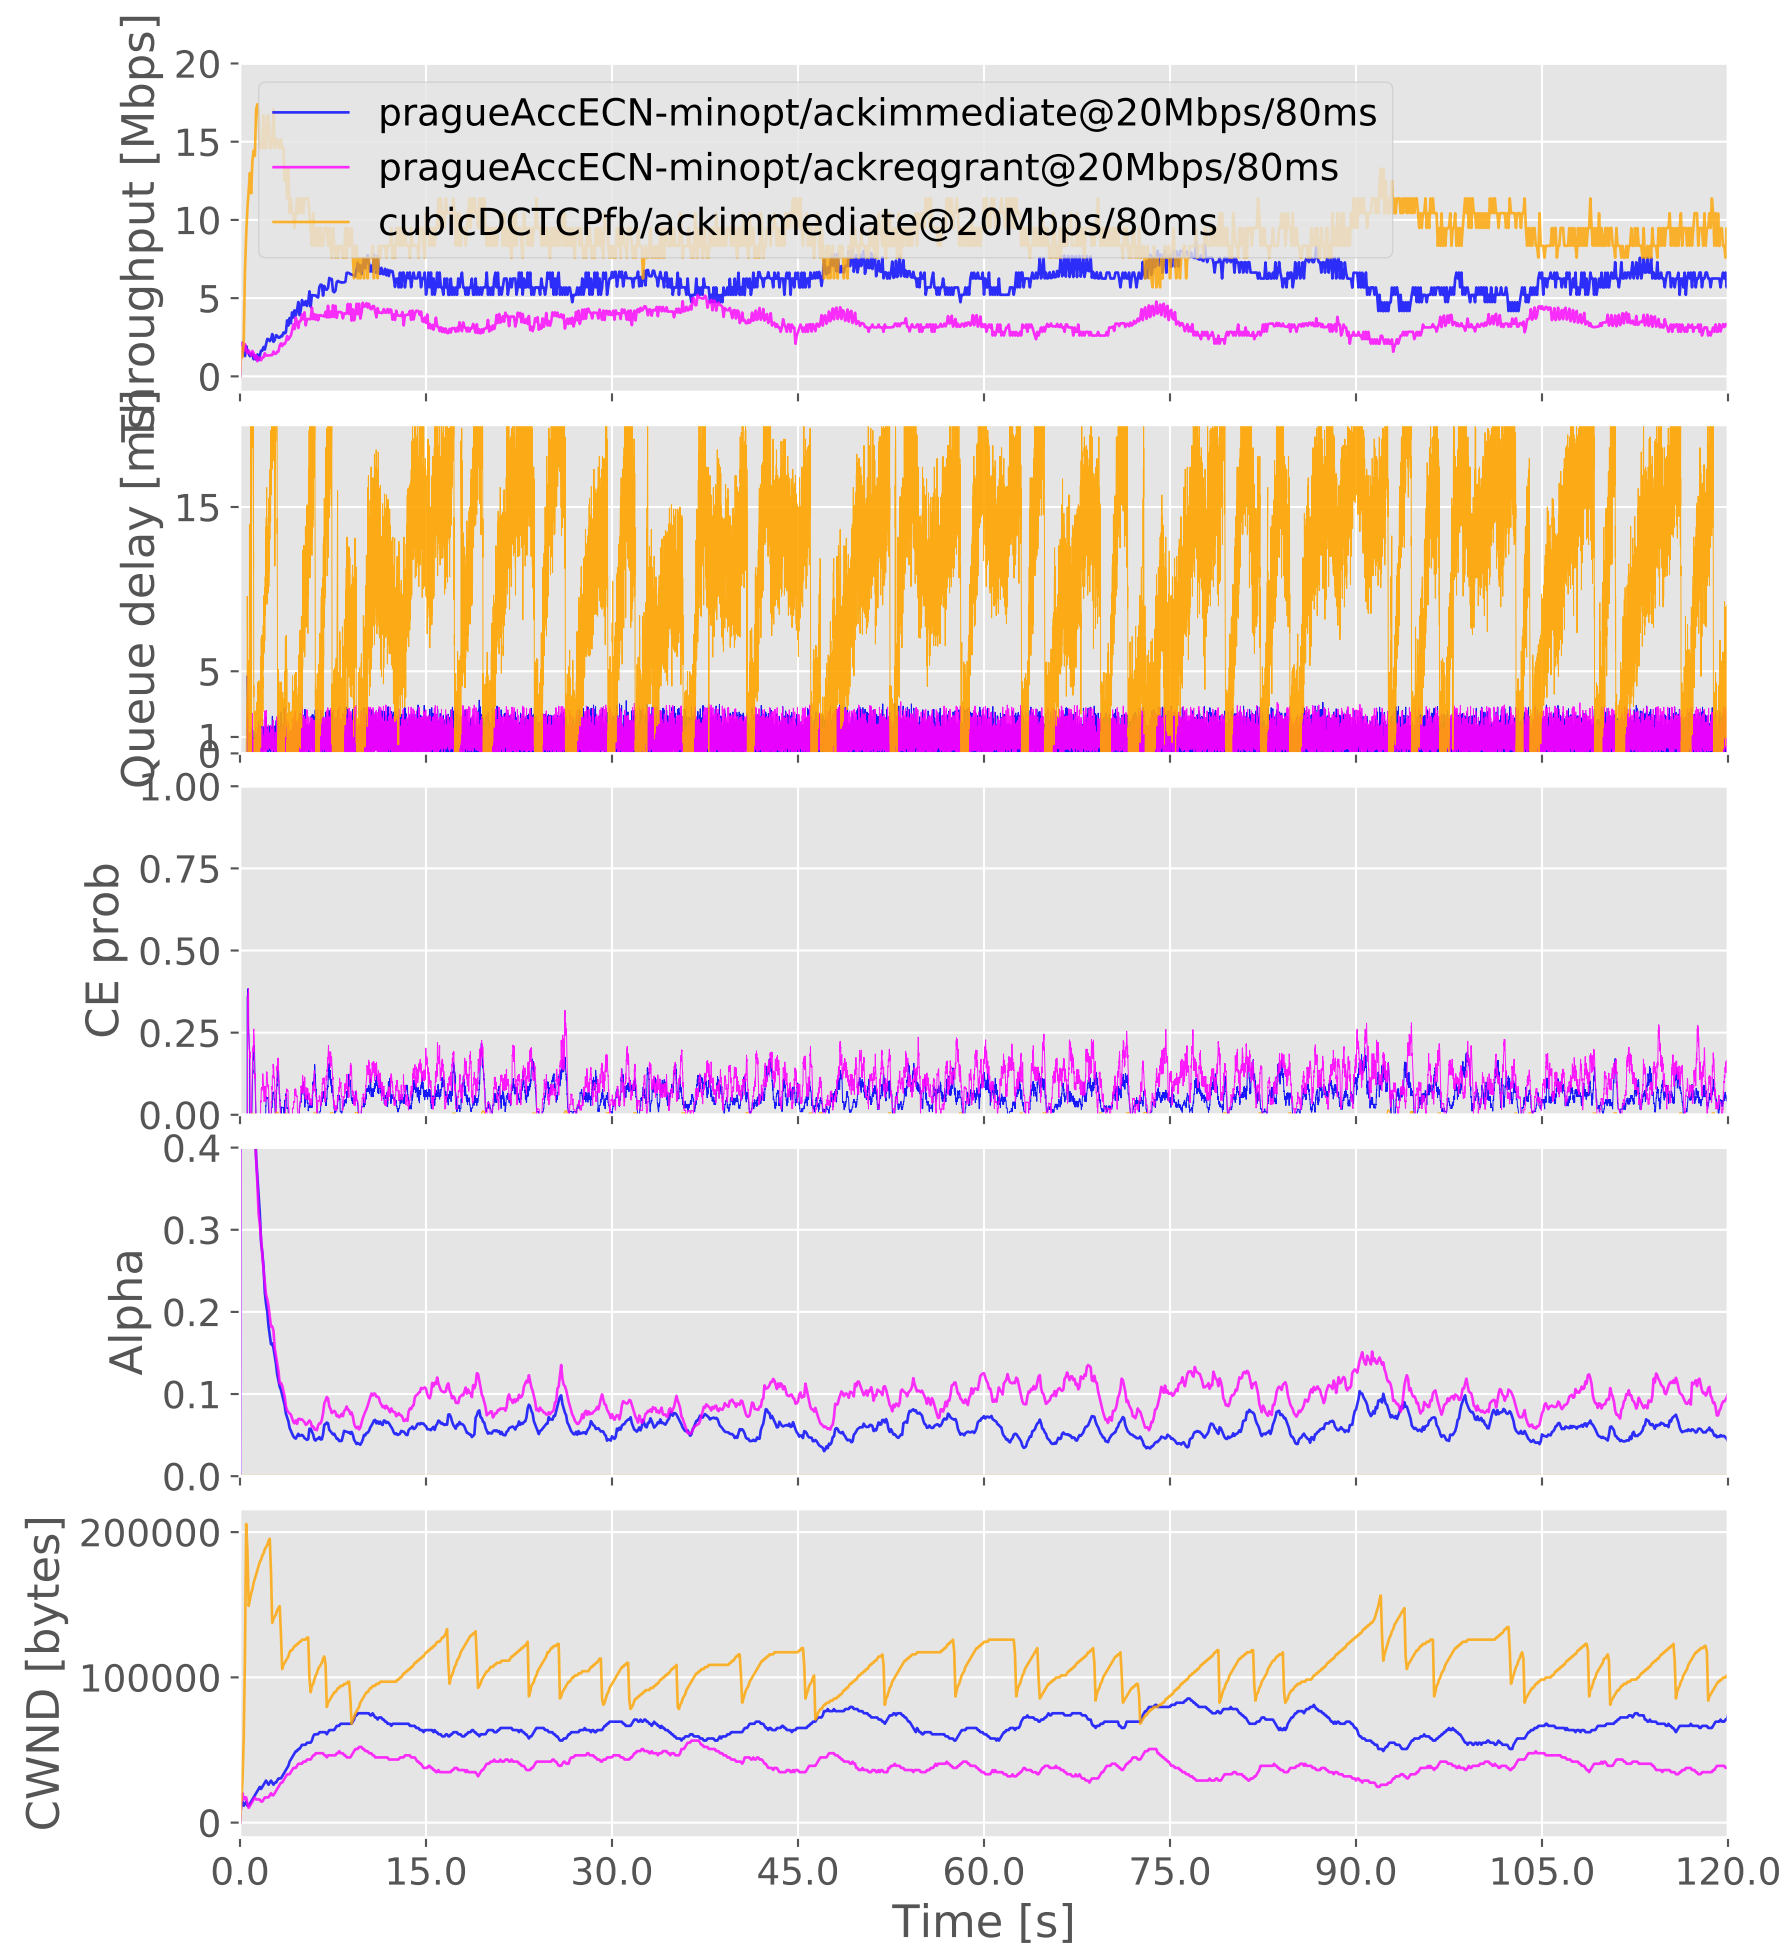 Throughput [Mbps]
20
15
10
5
0
pragueAccECN-minopt/ackimmediate@20Mbps/80ms
pragueAccECN-minopt/ackreqgrant@20Mbps/80ms
cubicDCTCPfb/ackimmediate@20Mbps/80ms
Queue delay [ms]
15
5
1
0
CE prob
1.00
0.75
0.50
0.25
0.00
Alpha
0.4
0.3
0.2
0.1
0.0
CWND [bytes]
200000
100000
0
0.0 15.0 30.0 45.0 60.0 75.0 90.0 105.0 120.0
Time [s]